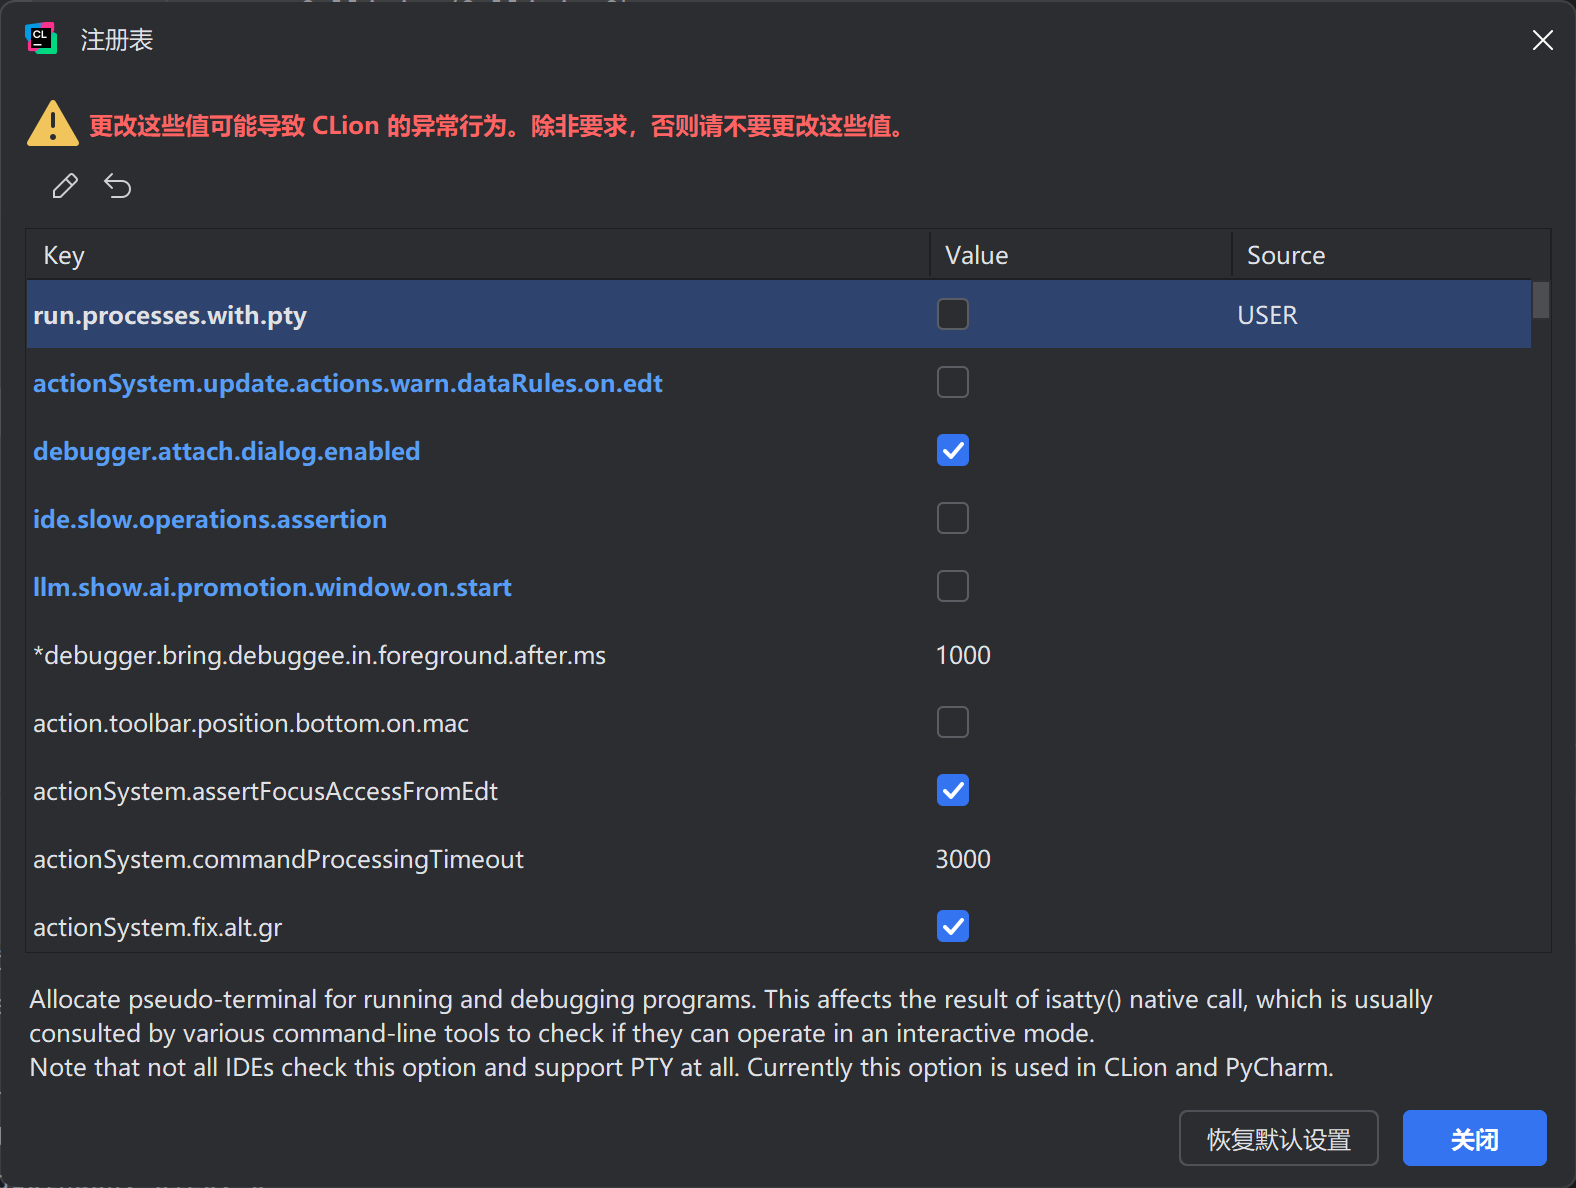 CL
注册表
更改这些值可能导致 CLion 的异常行为。除非要求，否则请不要更改这些值。
Key Value Source
run.processes.with.pty USER
actionSystem.update.actions.warn.dataRules.on.edt
debugger.attach.dialog.enabled
ide.slow.operations.assertion
llm.show.ai.promotion.window.on.start
*debugger.bring.debuggee.in.foreground.after.ms 1000
action.toolbar.position.bottom.on.mac
actionSystem.assertFocusAccessFromEdt
actionSystem.commandProcessingTimeout 3000
actionSystem.fix.alt.gr
Allocate pseudo-terminal for running and debugging programs. This affects the result of isatty() native call, which is usually
consulted by various command-line tools to check if they can operate in an interactive mode.
Note that not all IDEs check this option and support PTY at all. Currently this option is used in CLion and PyCharm.
恢复默认设置 关闭